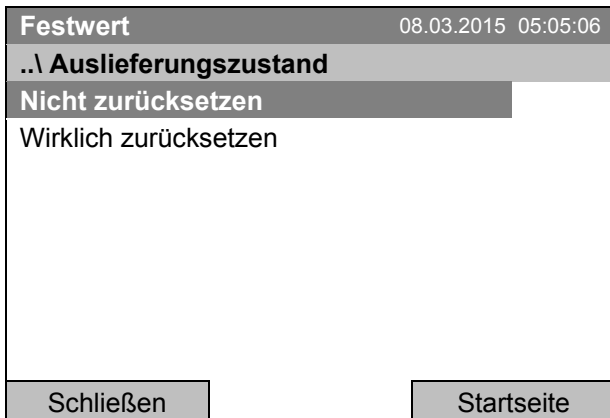 Festwert 08.03.2015 05:05:06
..\ Auslieferungszustand
Nicht zurücksetzen
Wirklich zurücksetzen
Schließen Startseite